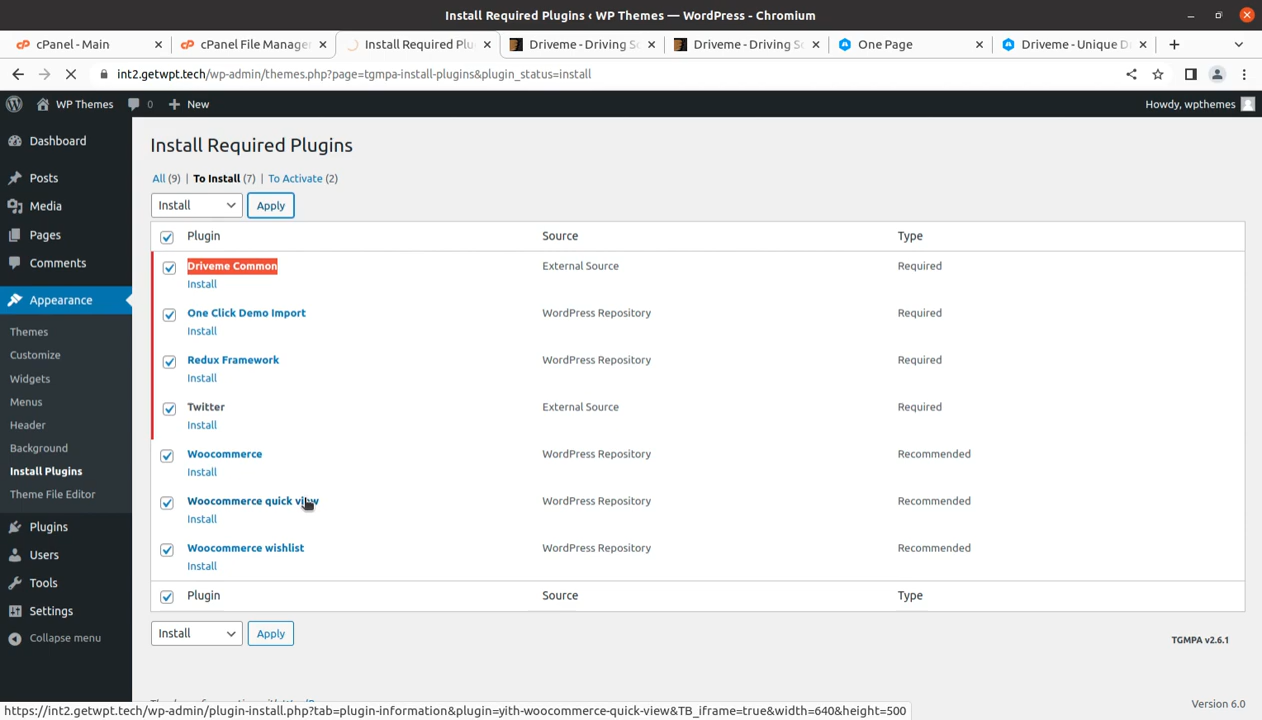 Install Required Plugins ‹ WP Themes — WordPress - Chromium
cPanel - Main
cPanel File Manager
Install Required Plu
Driveme - Driving Sc
Driveme - Driving Sc
One Page
Driveme - Unique D
int2.getwpt.tech/wp-admin/themes.php?page=tgmpa-install-plugins&plugin_status=install
WP Themes
0
New
Howdy, wpthemes
Dashboard
Posts
Media
Pages
Comments
Appearance
Themes
Customize
Widgets
Menus
Header
Background
Install Plugins
Theme File Editor
Plugins
Users
Tools
Settings
Collapse menu
Install Required Plugins
All (9) | To Install (7) | To Activate (2)
Install
Apply
Plugin Source Type
Driveme Common External Source Required
Install
One Click Demo Import WordPress Repository Required
Install
Redux Framework WordPress Repository Required
Install
Twitter External Source Required
Install
Woocommerce WordPress Repository Recommended
Install
Woocommerce quick view WordPress Repository Recommended
Install
Woocommerce wishlist WordPress Repository Recommended
Install
Plugin Source Type
Install
Apply
TGMPA v2.6.1
Version 6.0
https://int2.getwpt.tech/wp-admin/plugin-install.php?tab=plugin-information&plugin=yith-woocommerce-quick-view&TB_iframe=true&width=640&height=500